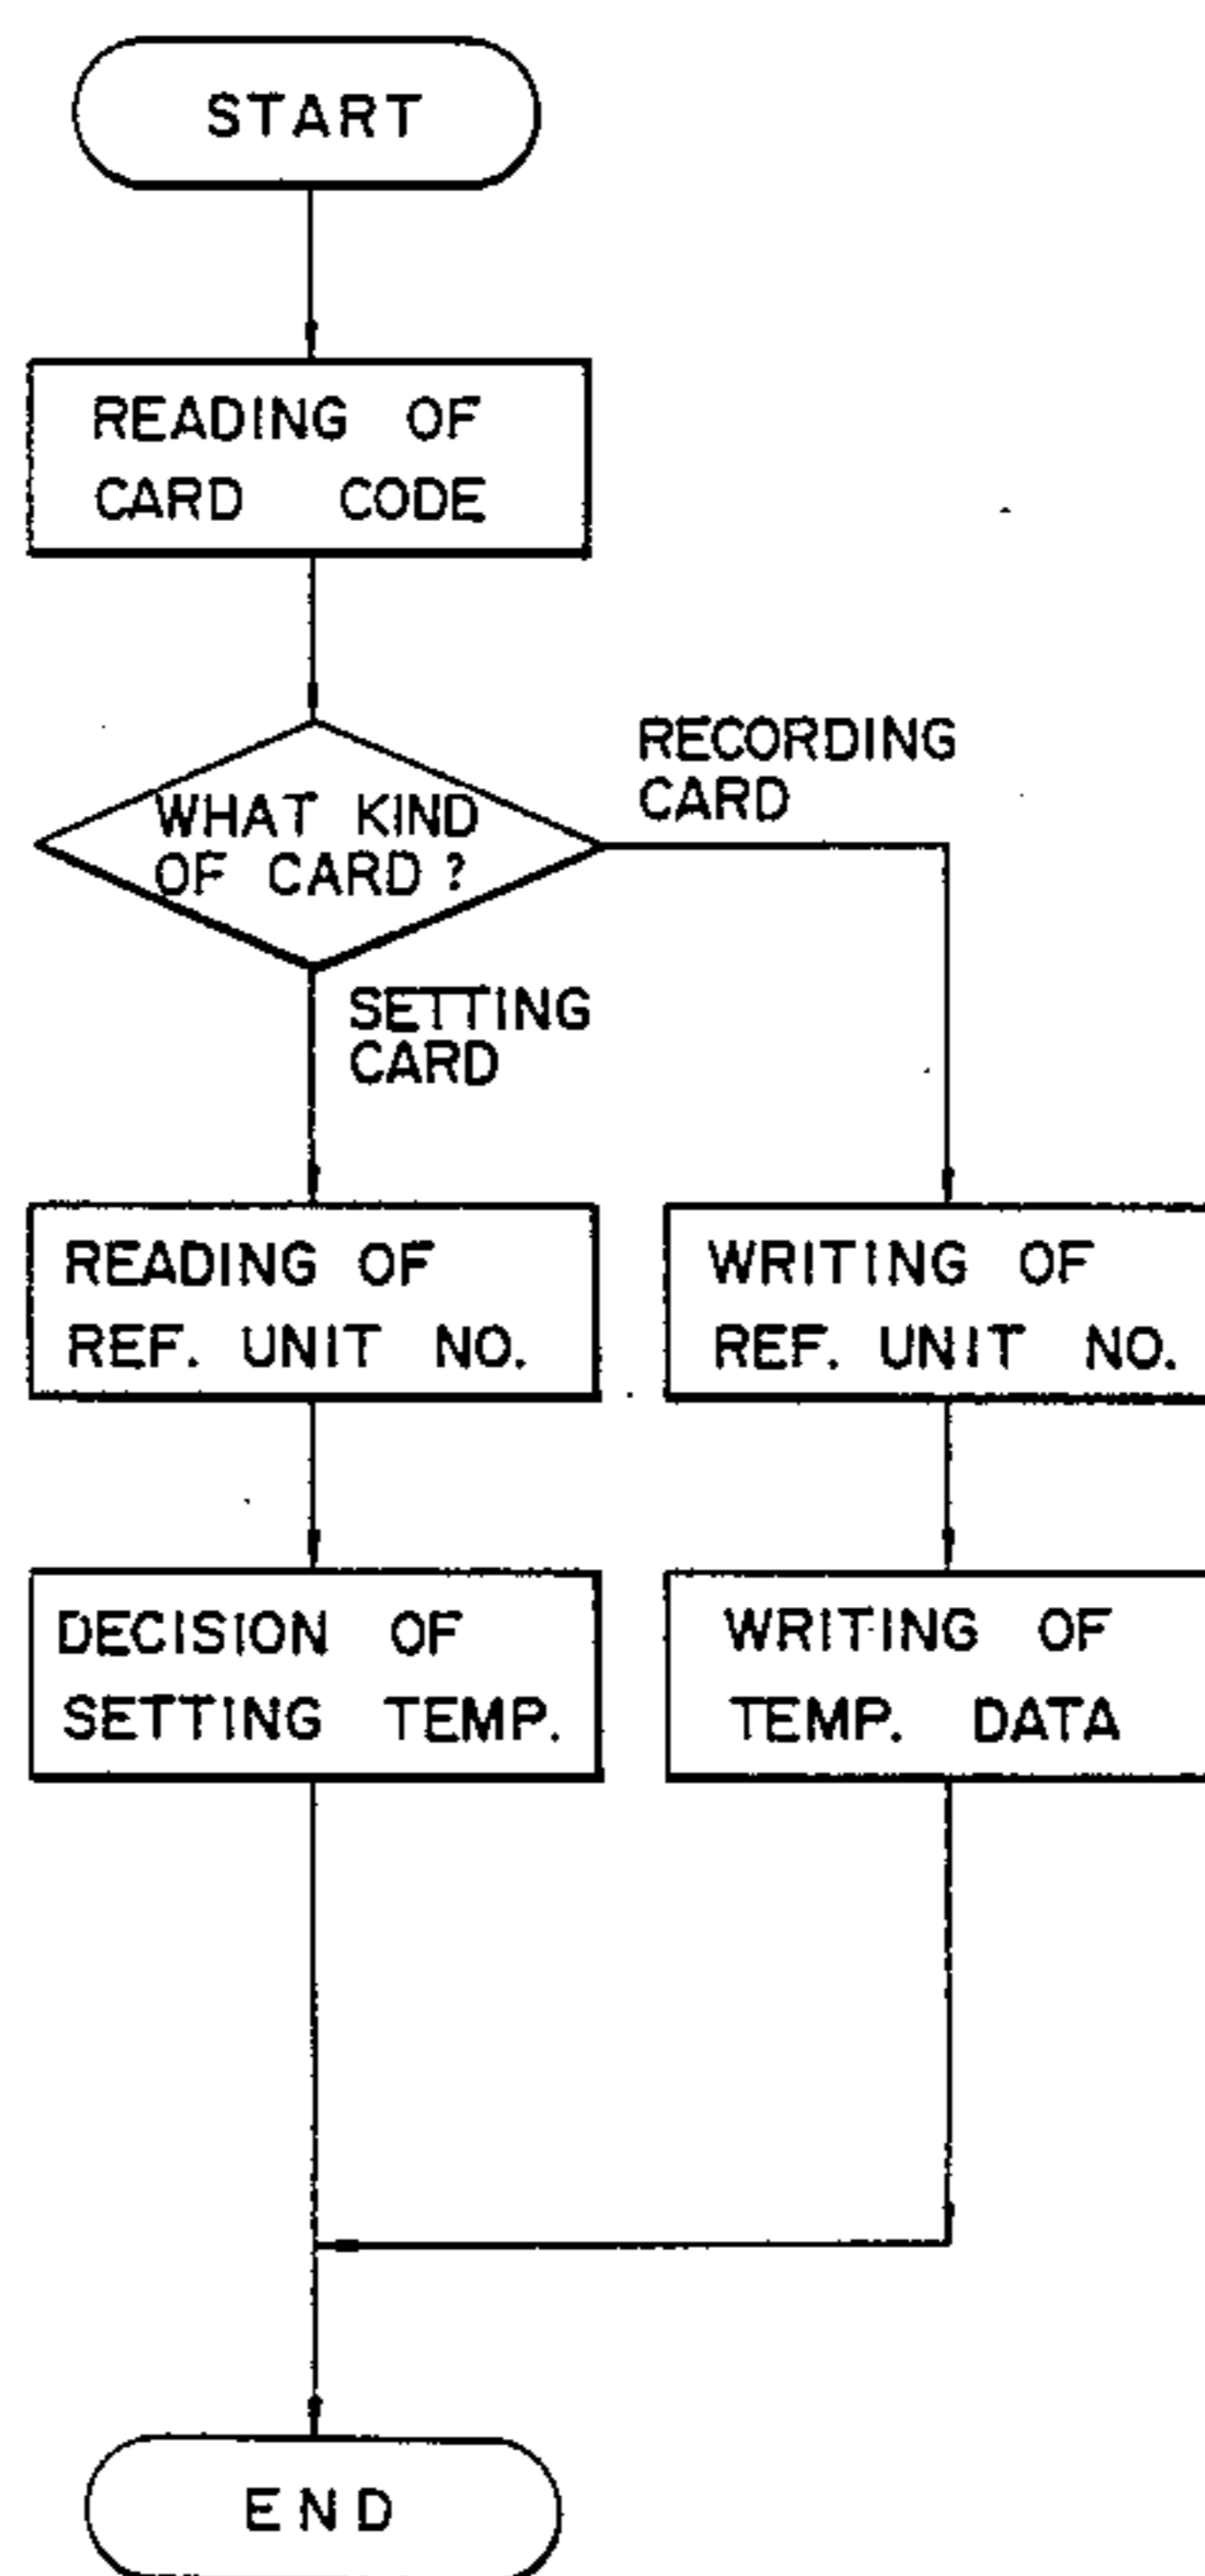 START
READING OF
CARD CODE
WHAT KIND
OF CARD ?
RECORDING
CARD
SETTING
CARD
READING OF
REF. UNIT NO.
WRITING OF
REF. UNIT NO.
DECISION OF
SETTING TEMP.
WRITING OF
TEMP. DATA
END